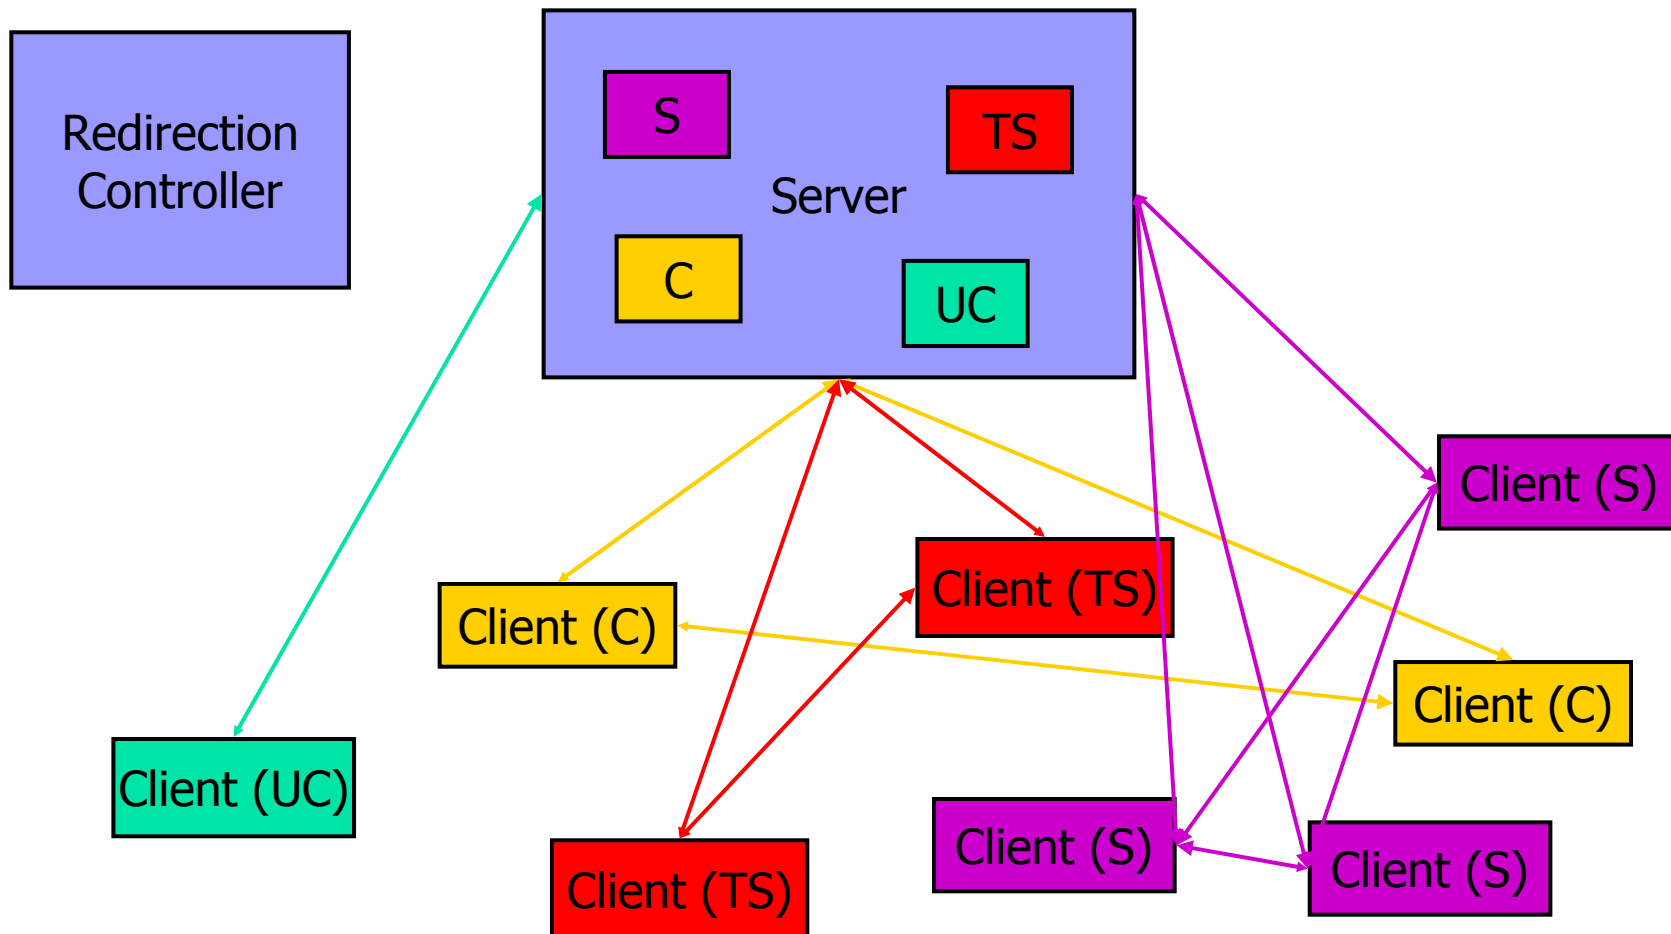 Redirection
Controller
S
TS
Server
C
UC
Client (S)
Client (TS)
Client (C)
Client (C)
Client (UC)
Client (S)
Client (S)
Client (TS)